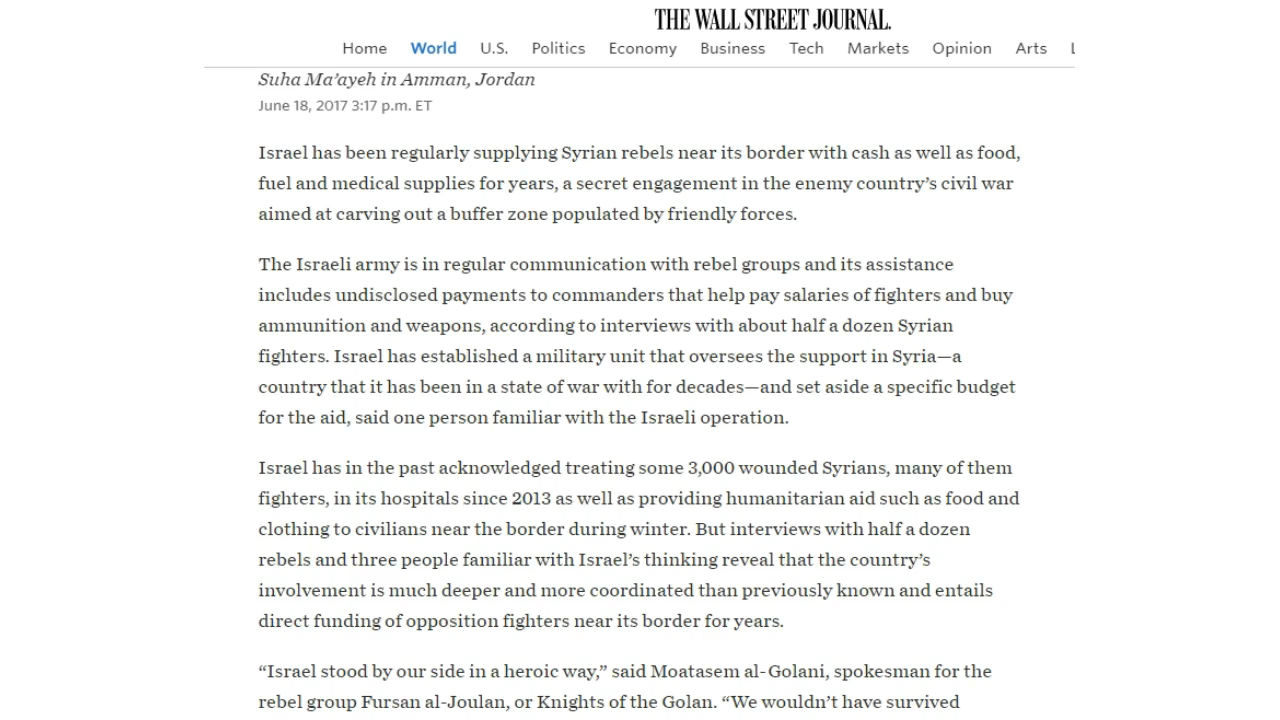 THE WALL STREET JOURNAL.
Home World U.S. Politics Economy Business Tech Markets Opinion Arts L
Suha Ma’ayeh in Amman, Jordan
June 18, 2017 3:17 p.m. ET
Israel has been regularly supplying Syrian rebels near its border with cash as well as food,
fuel and medical supplies for years, a secret engagement in the enemy country’s civil war
aimed at carving out a buffer zone populated by friendly forces.
The Israeli army is in regular communication with rebel groups and its assistance
includes undisclosed payments to commanders that help pay salaries of fighters and buy
ammunition and weapons, according to interviews with about half a dozen Syrian
fighters. Israel has established a military unit that oversees the support in Syria—a
country that it has been in a state of war with for decades—and set aside a specific budget
for the aid, said one person familiar with the Israeli operation.
Israel has in the past acknowledged treating some 3,000 wounded Syrians, many of them
fighters, in its hospitals since 2013 as well as providing humanitarian aid such as food and
clothing to civilians near the border during winter. But interviews with half a dozen
rebels and three people familiar with Israel’s thinking reveal that the country’s
involvement is much deeper and more coordinated than previously known and entails
direct funding of opposition fighters near its border for years.
“Israel stood by our side in a heroic way,” said Moatasem al-Golani, spokesman for the
rebel group Fursan al-Joulan, or Knights of the Golan. “We wouldn’t have survived